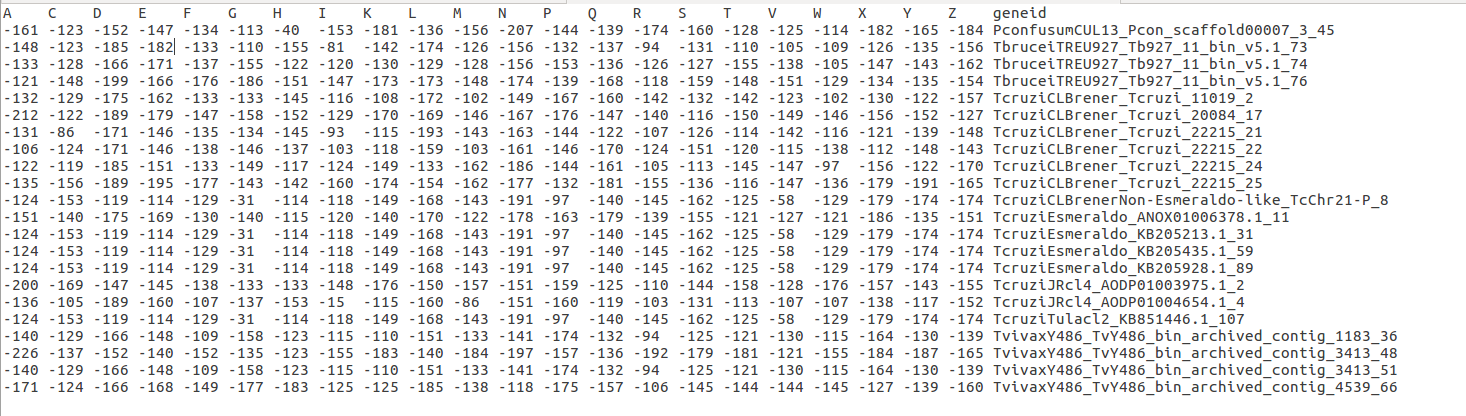 A C D E F G H I K L M N P Q R S T V W X Y Z geneid
-161 -123 -152 -147 -134 -113 -40 -153 -181 -136 -156 -207 -144 -139 -174 -160 -128 -125 -114 -182 -165 -184 PconfusumCUL13_Pcon_scaffold00007_3_45
-148 -123 -185 -182 -133 -110 -155 -81 -142 -174 -126 -156 -132 -137 -94 -131 -110 -105 -109 -126 -135 -156 TbruceiTREU927_Tb927_11_bin_v5.1_73
-133 -128 -166 -171 -137 -155 -122 -120 -130 -129 -128 -156 -153 -136 -126 -127 -155 -138 -105 -147 -143 -162 TbruceiTREU927_Tb927_11_bin_v5.1_74
-121 -148 -199 -166 -176 -186 -151 -147 -173 -173 -148 -174 -139 -168 -118 -159 -148 -151 -129 -134 -135 -154 TbruceiTREU927_Tb927_11_bin_v5.1_76
-132 -129 -175 -162 -133 -133 -145 -116 -108 -172 -102 -149 -167 -160 -142 -132 -142 -123 -102 -130 -122 -157 TcruziCLBrener_Tcruzi_11019_2
-212 -122 -189 -179 -147 -158 -152 -129 -170 -169 -146 -167 -176 -147 -140 -116 -150 -149 -146 -156 -152 -127 TcruziCLBrener_Tcruzi_20084_17
-131 -86 -171 -146 -135 -134 -145 -93 -115 -193 -143 -163 -144 -122 -107 -126 -114 -142 -116 -121 -139 -148 TcruziCLBrener_Tcruzi_22215_21
-106 -124 -171 -146 -138 -146 -137 -103 -118 -159 -103 -161 -146 -170 -124 -151 -120 -115 -138 -112 -148 -143 TcruziCLBrener_Tcruzi_22215_22
-122 -119 -185 -151 -133 -149 -117 -124 -149 -133 -162 -186 -144 -161 -105 -113 -145 -147 -97 -156 -122 -170 TcruziCLBrener_Tcruzi_22215_24
-135 -156 -189 -195 -177 -143 -142 -160 -174 -154 -162 -177 -132 -181 -155 -136 -116 -147 -136 -179 -191 -165 TcruziCLBrener_Tcruzi_22215_25
-124 -153 -119 -114 -129 -31 -114 -118 -149 -168 -143 -191 -97 -140 -145 -162 -125 -58 -129 -179 -174 -174 TcruziCLBrenerNon-Esmeraldo-like_TcChr21-P_8
-151 -140 -175 -169 -130 -140 -115 -120 -140 -170 -122 -178 -163 -179 -139 -155 -121 -127 -121 -186 -135 -151 TcruziEsmeraldo_ANOX01006378.1_11
-124 -153 -119 -114 -129 -31 -114 -118 -149 -168 -143 -191 -97 -140 -145 -162 -125 -58 -129 -179 -174 -174 TcruziEsmeraldo_KB205213.1_31
-124 -153 -119 -114 -129 -31 -114 -118 -149 -168 -143 -191 -97 -140 -145 -162 -125 -58 -129 -179 -174 -174 TcruziEsmeraldo_KB205435.1_59
-124 -153 -119 -114 -129 -31 -114 -118 -149 -168 -143 -191 -97 -140 -145 -162 -125 -58 -129 -179 -174 -174 TcruziEsmeraldo_KB205928.1_89
-200 -169 -147 -145 -138 -133 -133 -148 -176 -150 -157 -151 -159 -125 -110 -144 -158 -128 -176 -157 -143 -155 TcruziJRcl4_AODP01003975.1_2
-136 -105 -189 -160 -107 -137 -153 -15 -115 -160 -86 -151 -160 -119 -103 -131 -113 -107 -107 -138 -117 -152 TcruziJRcl4_AODP01004654.1_4
-124 -153 -119 -114 -129 -31 -114 -118 -149 -168 -143 -191 -97 -140 -145 -162 -125 -58 -129 -179 -174 -174 TcruziTulacl2_KB851446.1_107
-140 -129 -166 -148 -109 -158 -123 -115 -110 -151 -133 -141 -174 -132 -94 -125 -121 -130 -115 -164 -130 -139 TvivaxY486_TvY486_bin_archived_contig_1183_36
-226 -137 -152 -140 -152 -135 -123 -155 -183 -140 -184 -197 -157 -136 -192 -179 -181 -121 -155 -184 -187 -165 TvivaxY486_TvY486_bin_archived_contig_3413_48
-140 -129 -166 -148 -109 -158 -123 -115 -110 -151 -133 -141 -174 -132 -94 -125 -121 -130 -115 -164 -130 -139 TvivaxY486_TvY486_bin_archived_contig_3413_51
-171 -124 -166 -168 -149 -177 -183 -125 -125 -185 -138 -118 -175 -157 -106 -145 -144 -144 -145 -127 -139 -160 TvivaxY486_TvY486_bin_archived_contig_4539_66